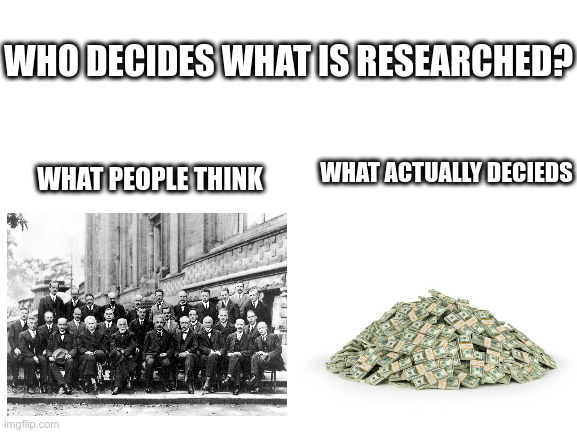 WHO DECIDES WHAT IS RESEARCHED?
WHAT PEOPLE THINK
WHAT ACTUALLY DECIEDS
imgflip.com